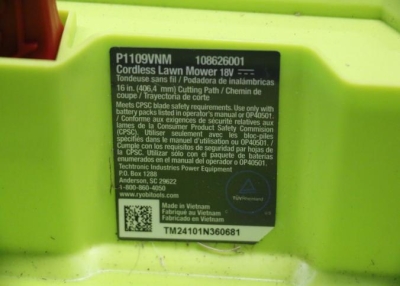 P1109VNM 108626001
Cordless Lawn Mower 18V
Tondeuse sans fil / Podadora de inalámbricas
16 in. (406,4 mm) Cutting Path / Chemin de
coupe / Trayectoria de corte
Meets CPSC blade safety requirements. Use only with
battery packs listed in operator's manual or OP40501.
/ Conforme aux exigences de sécurité relatives aux
lames de la Consumer Product Safety Commission
(CPSC). Utiliser seulement avec les bloc-piles
spécifiés dans le manuel d'utilisation ou OP40501. /
Cumple con los requisitos de seguridad par hojas de
la CPSC. Utilizar solo con el paquete de baterías
enumerados en el manual del operador u OP40501.
Techtronic Industries Power Equipment
P.O. Box 1288
Anderson, SC 29622
1-800-860-4050
www.ryobitools.com
Made in Vietnam
Fabriqué au Vietnam
Hecho en Vietnam
TM24101N360681